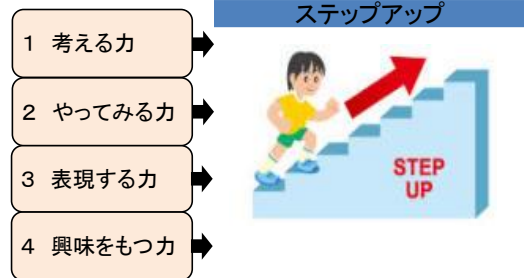 ステップアップ
1 考える力
2 やってみる力
3 表現する力
4 興味をもつ力
STEP
UP